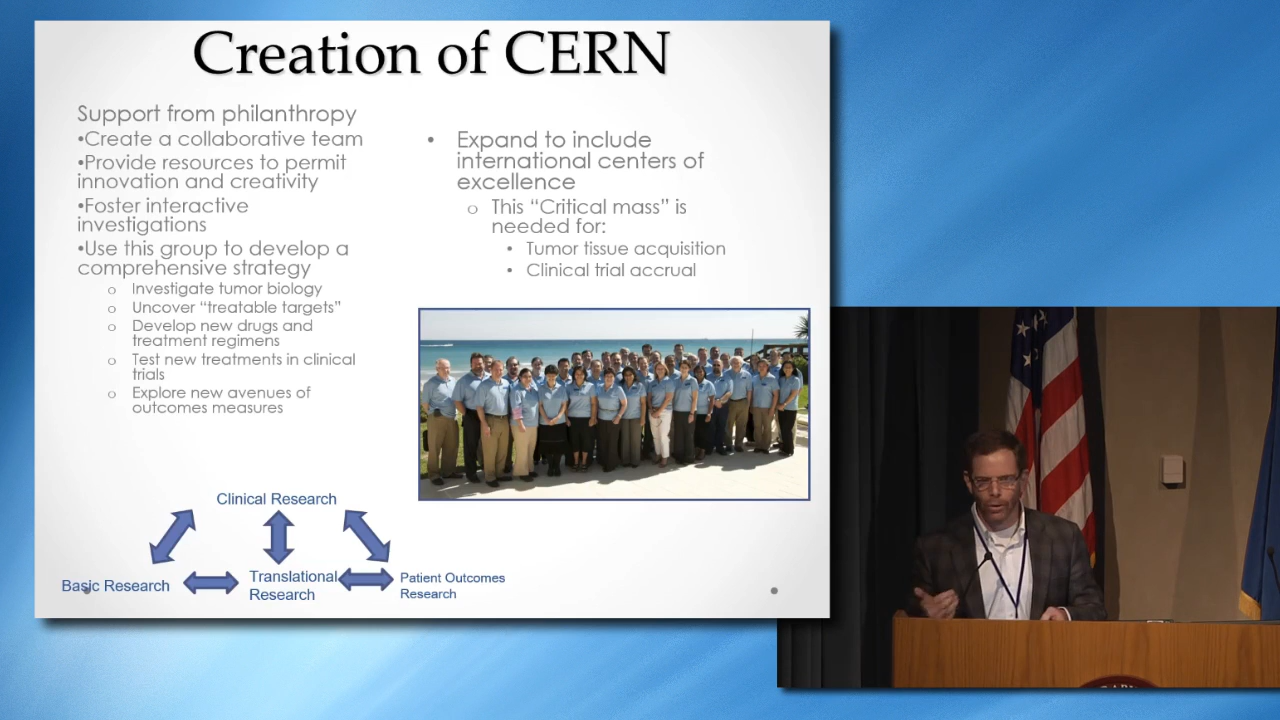 Creation of CERN
Support from philanthropy
•Create a collaborative team
•Provide resources to permit
innovation and creativity
•Foster interactive
investigations
•Use this group to develop a
comprehensive strategy
o Investigate tumor biology
o Uncover “treatable targets”
o Develop new drugs and
treatment regimens
o Test new treatments in clinical
trials
o Explore new avenues of
outcomes measures
• Expand to include
international centers of
excellence
o This “Critical mass” is
needed for:
• Tumor tissue acquisition
• Clinical trial accrual
Clinical Research
Basic Research
Translational
Research
Patient Outcomes
Research